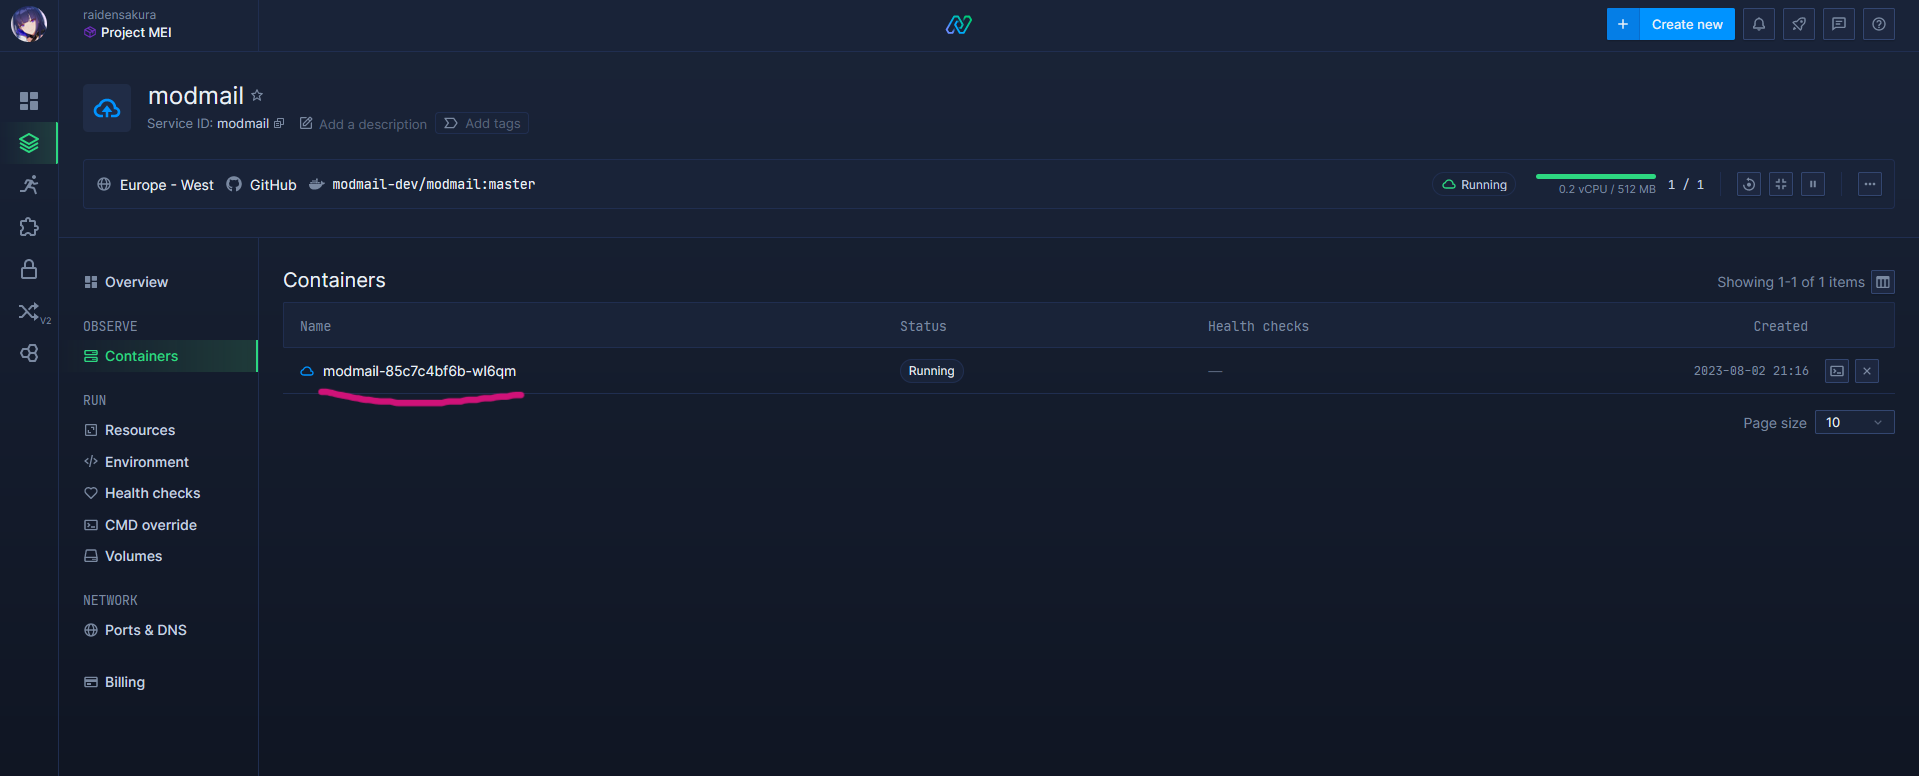 raidensakura
Project MEI
Create new
modmail
Service ID: modmail
Add a description
Add tags
Europe - West
GitHub
modmail-dev/modmail:master
Running
0.2 vCPU / 512 MB
1 / 1
V2
Overview
OBSERVE
Containers
RUN
Resources
Environment
Health checks
CMD override
Volumes
NETWORK
Ports & DNS
Billing
Containers
Showing 1-1 of 1 items
Name Status Health checks Created
modmail-85c7c4bf6b-wl6qm Running — 2023-08-02 21:16
Page size 10